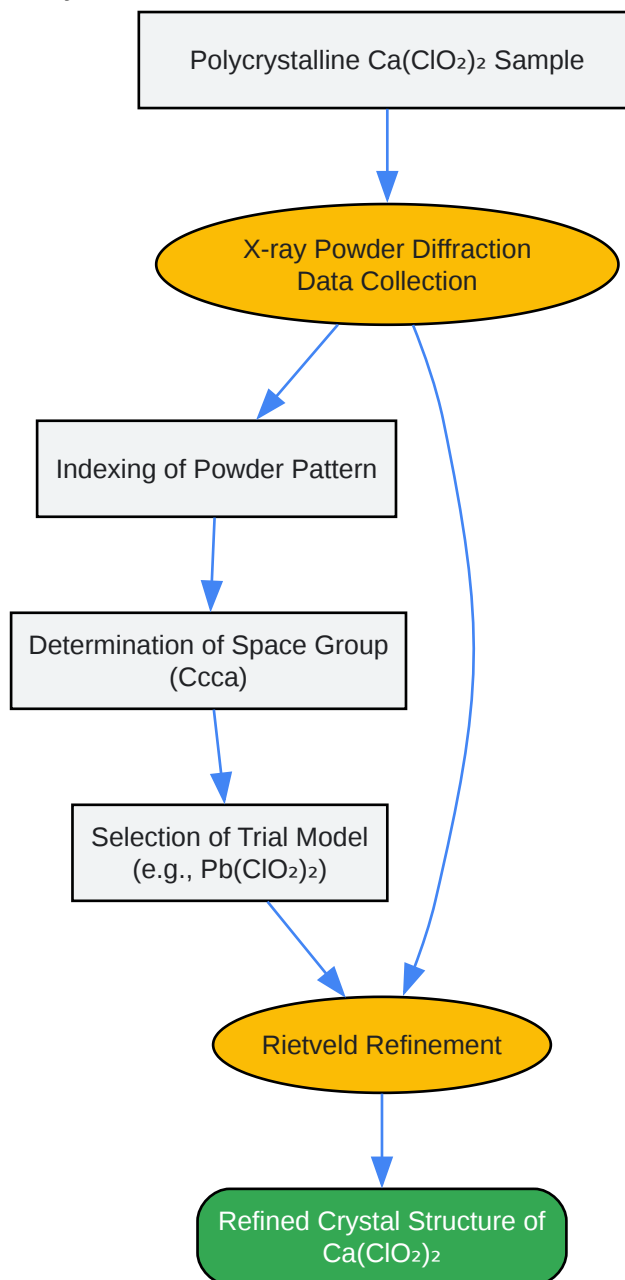 Polycrystalline Ca(ClO₂)₂ Sample
X-ray Powder Diffraction
Data Collection
Indexing of Powder Pattern
Determination of Space Group
(Ccca)
Selection of Trial Model
(e.g., Pb(ClO₂)₂)
Rietveld Refinement
Refined Crystal Structure of
Ca(ClO₂)₂